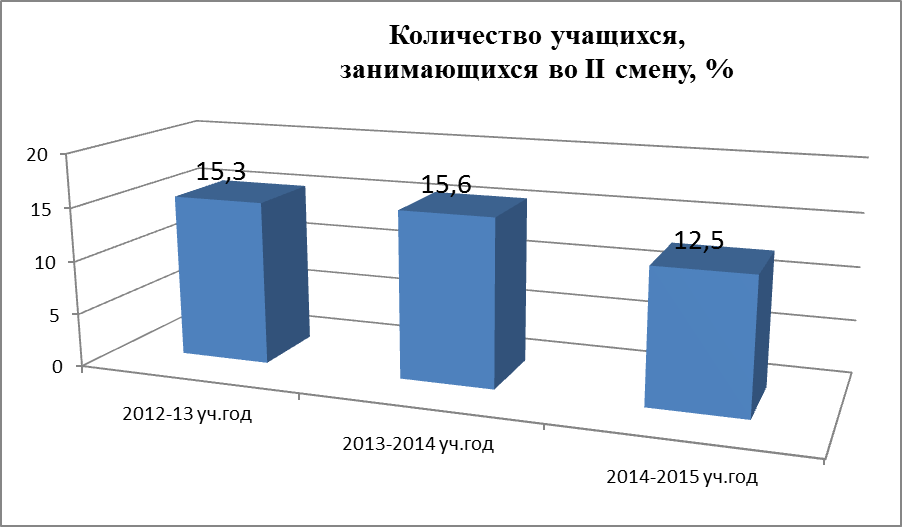 Количество учащихся,
занимающихся во II смену, %
20
15
10
5
0
15,3
15,6
12,5
2012-13 уч.год
2013-2014 уч.год
2014-2015 уч.год